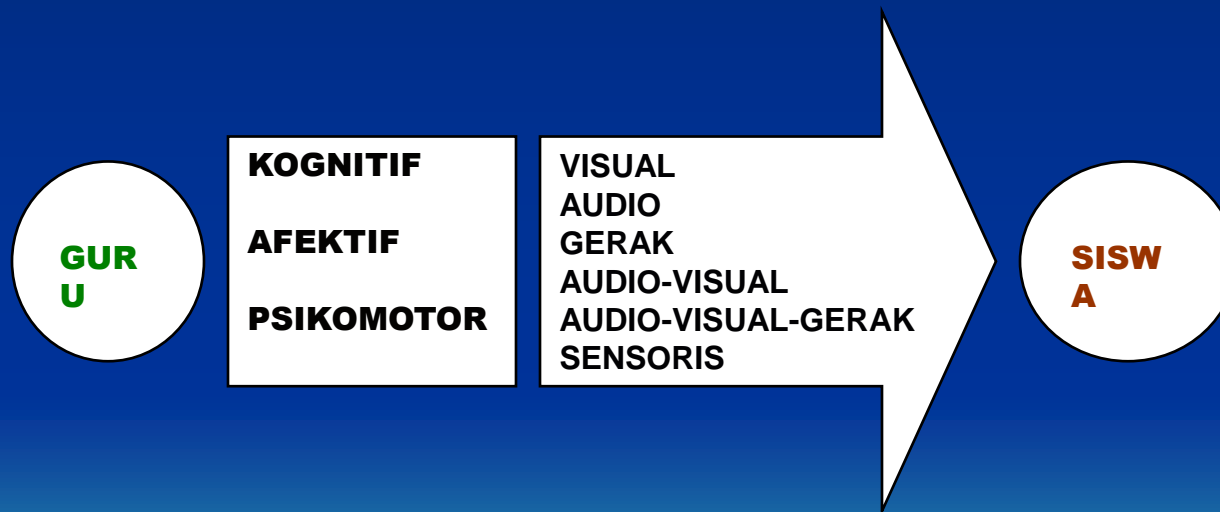 GUR
U
KOGNITIF
AFEKTIF
PSIKOMOTOR
VISUAL
AUDIO
GERAK
AUDIO-VISUAL
AUDIO-VISUAL-GERAK
SENSORIS
SISW
A